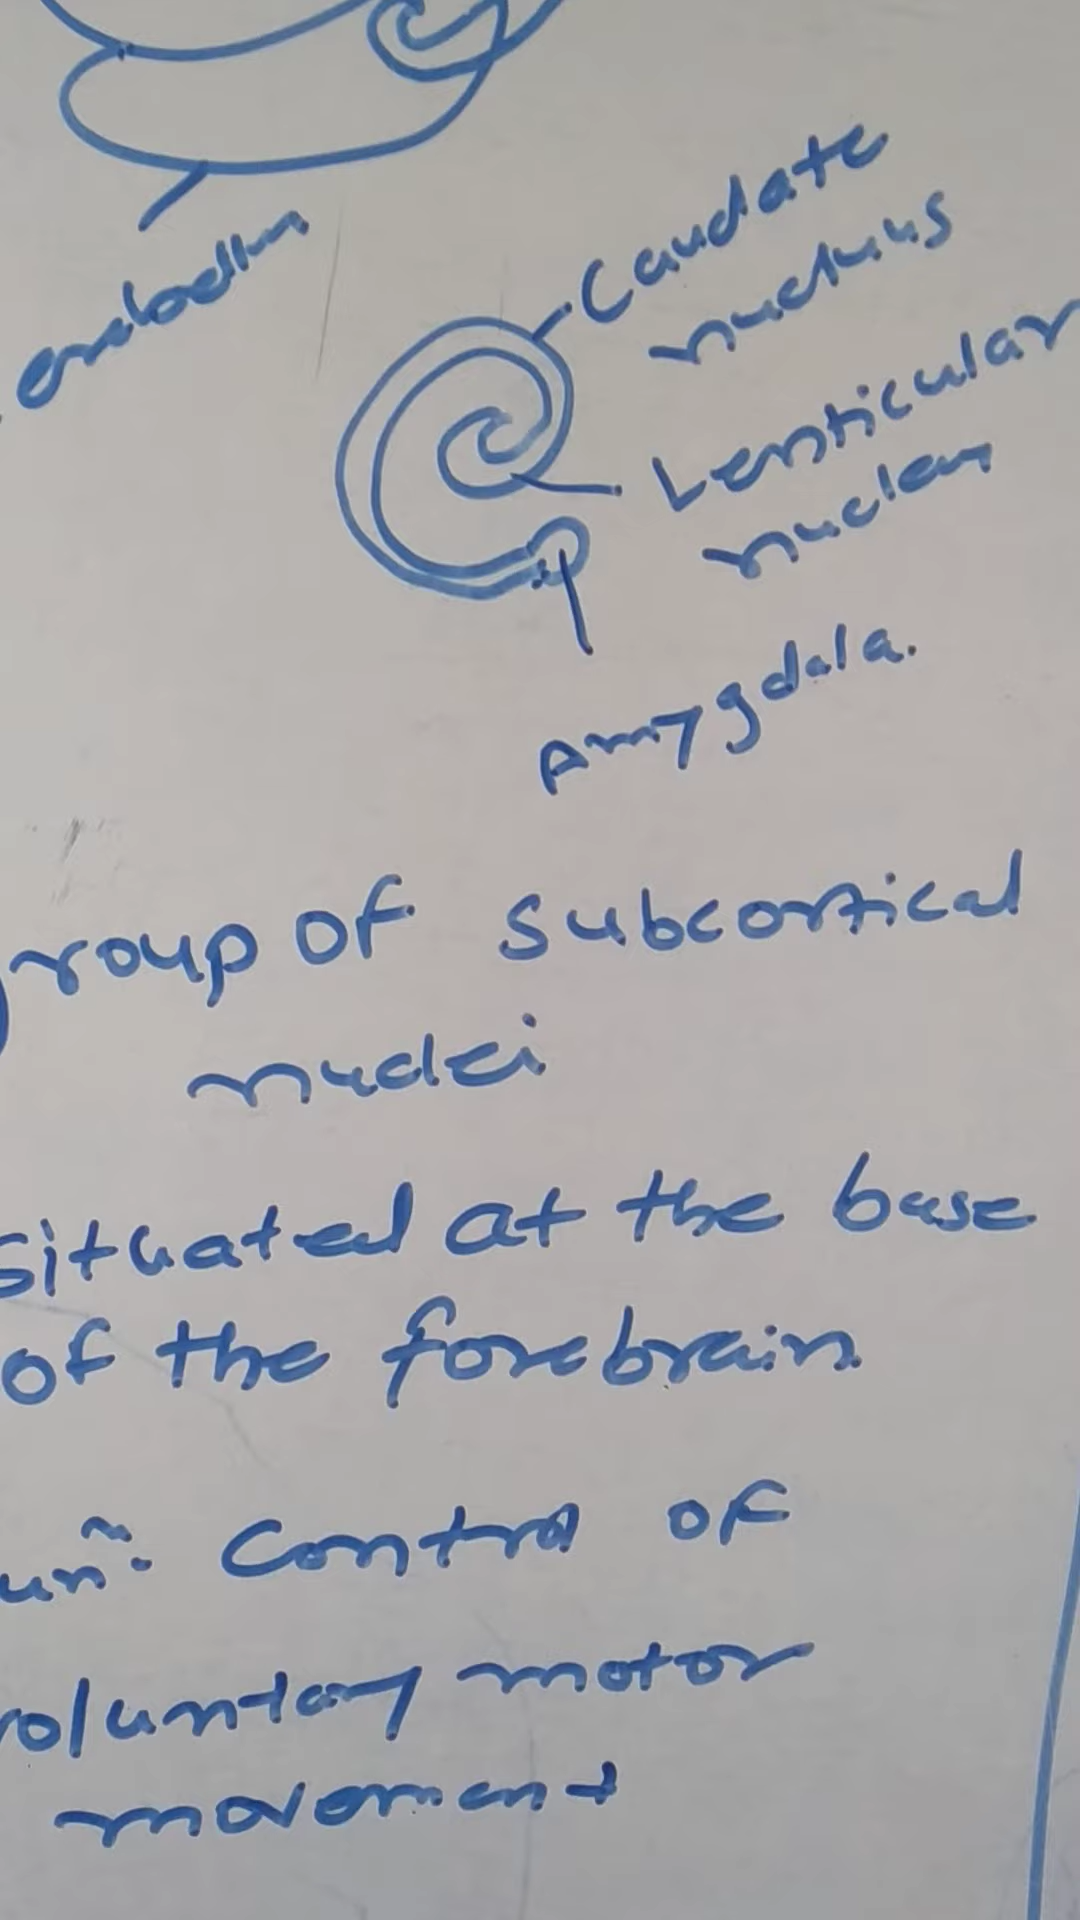 Caudate
nucleus
Lenticular
Amygdala.
roup of subcortical
nuclei
situated at the base
of the forebrain
Control of
voluntary motor
movement